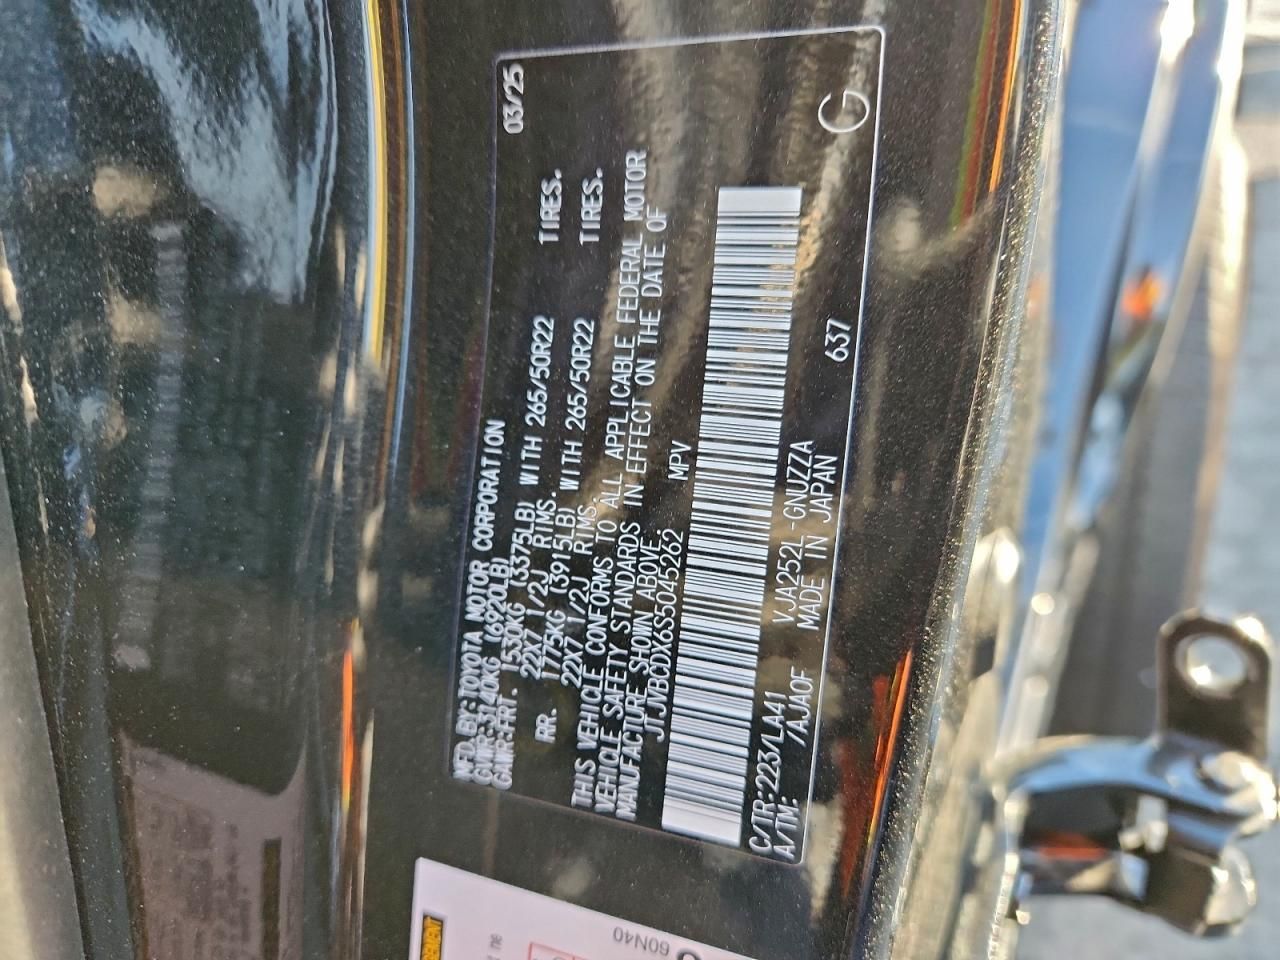 MFD. BY: TOYOTA MOTOR CORPORATION 03/25
GVWR: 3140KG (6920LB)
GAWR: FRT. 1530KG (3375LB) WITH 265/50R22 TIRES.
22X7 1/2J RIMS.
RR. 1775KG (3915LB) WITH 265/50R22 TIRES.
22X7 1/2J RIMS.
THIS VEHICLE CONFORMS TO ALL APPLICABLE FEDERAL MOTOR
VEHICLE SAFETY STANDARDS IN EFFECT ON THE DATE OF
MANUFACTURE SHOWN ABOVE.
JTJVBCDX6S5045262 MPV
C/TR: 223/LA41 VJA252L-GNUZZA
A/TM: /AJA0F MADE IN JAPAN 637
G
60N40